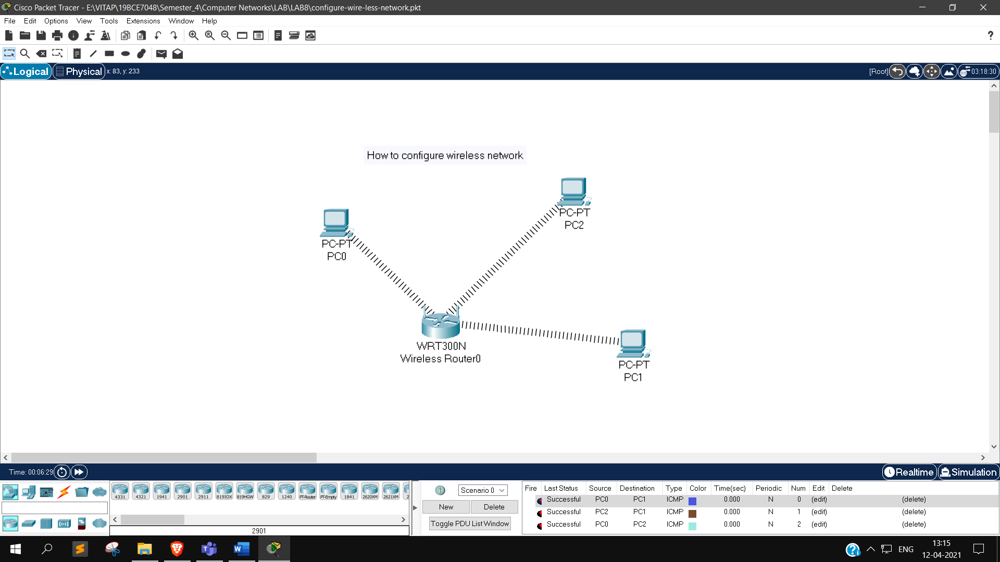 Cisco Packet Tracer - E:\VITAP\19BCE7048\Semester_4\Computer Networks\LAB\LAB8\configure-wire-less-network.pkt
File Edit Options View Tools Extensions Window Help
?
Logical Physical x: 83, y: 233 [Root] 03:18:30
How to configure wireless network
PC-PT
PC2
PC-PT
PC0
WRT300N
Wireless Router0
PC-PT
PC1
Time: 00:06:29 Realtime Simulation
4331 4321 1941 2901 2911 819IOX 819HGW 829 1240 PT-Router PT-Empty 1841 2620XM 2621XM
2901
Scenario 0
New Delete
Toggle PDU List Window
Fire Last Status Source Destination Type Color Time(sec) Periodic Num Edit Delete
Successful PC0 PC1 ICMP 0.000 N 0 (edit) (delete)
Successful PC2 PC1 ICMP 0.000 N 1 (edit) (delete)
Successful PC0 PC2 ICMP 0.000 N 2 (edit) (delete)
ENG 13:15
12-04-2021